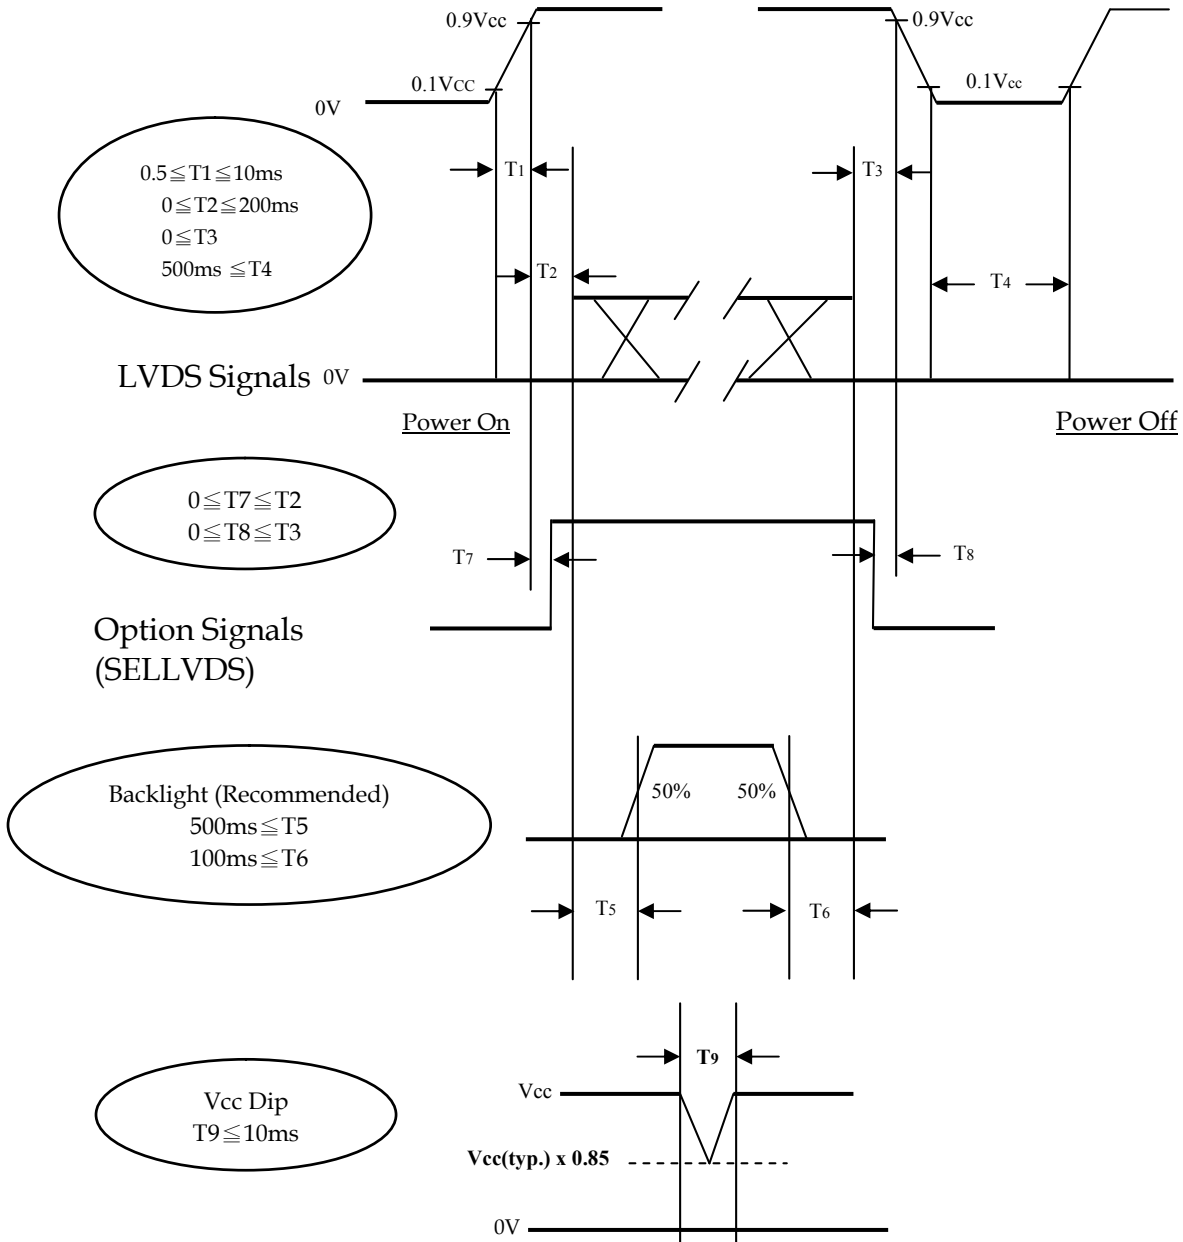 0.9Vcc
0.9Vcc
0.1VCC
0.1Vcc
0V
0.5≦T1≦10ms
0≦T2≦200ms
0≦T3
500ms ≦T4
T1
T3
T2
T4
LVDS Signals 0V
Power On
Power Off
0≦T7≦T2
0≦T8≦T3
T7
T8
Option Signals
(SELLVDS)
Backlight (Recommended)
500ms≦T5
100ms≦T6
50%
50%
T5
T6
T9
Vcc
Vcc Dip
T9≦10ms
Vcc(typ.) x 0.85
0V